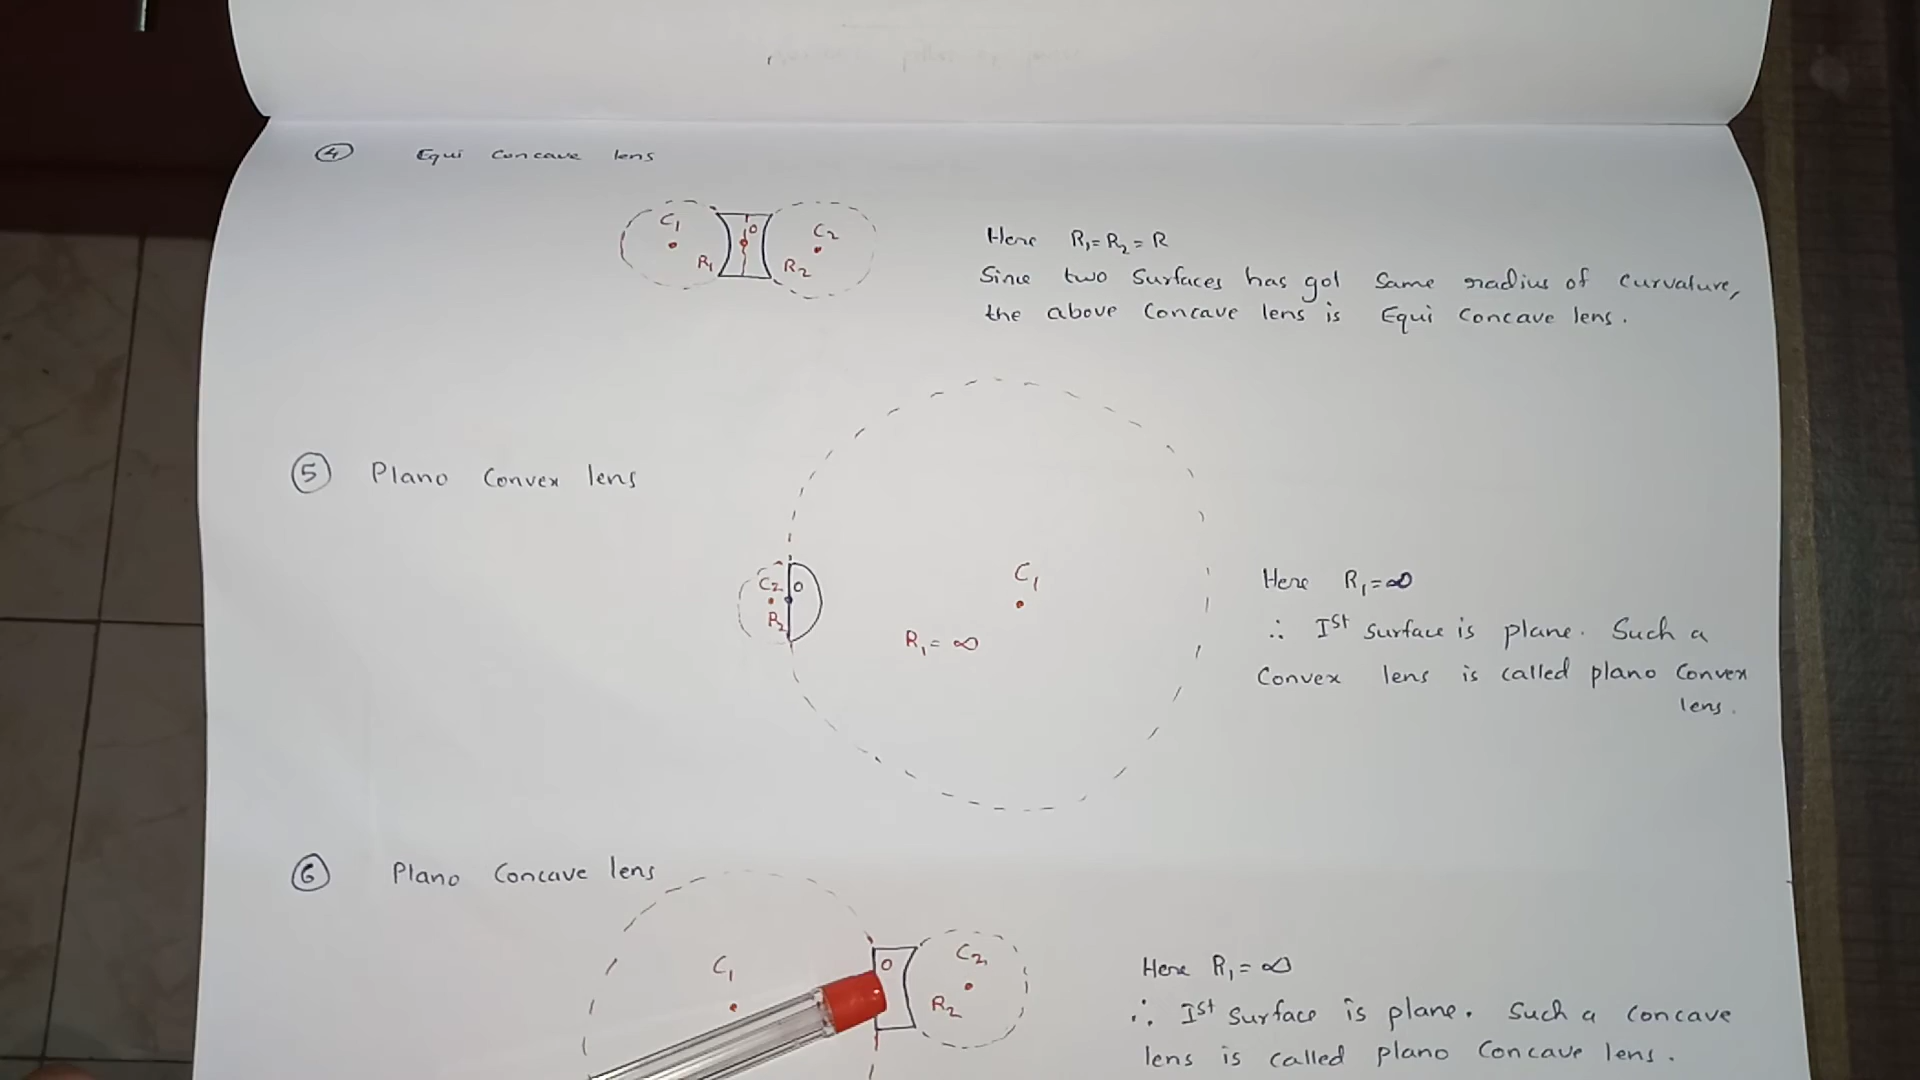 ④ Equi Concave lens
C₁ O C₂
R₁ R₂
Here R₁ = R₂ = R
Since two Surfaces has got Same radius of Curvature,
the above Concave lens is Equi Concave lens.
⑤ Plano Convex lens
C₂ O
R₂
C₁
R₁ = ∞
Here R₁ = ∞
∴ Iˢᵗ Surface is plane. Such a
Convex lens is called plano Convex
lens.
⑥ Plano Concave lens
C₁ O C₂
R₂
Here R₁ = ∞
∴ Iˢᵗ Surface is plane. Such a concave
lens is called plano Concave lens.